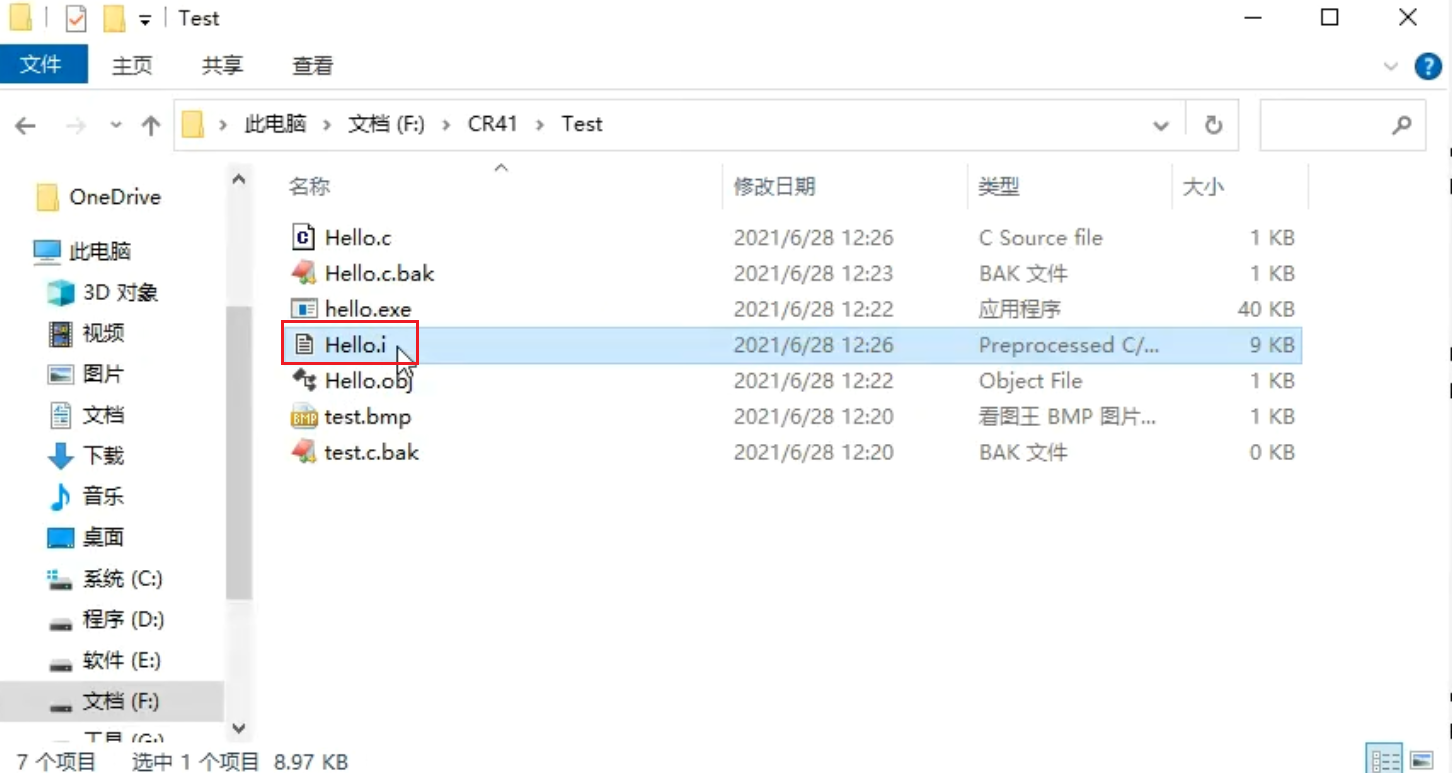 Test
文件 主页 共享 查看
此电脑 文档 (F:) CR41 Test
名称 修改日期 类型 大小
OneDrive
此电脑
3D 对象
视频
图片
文档
下载
音乐
桌面
系统 (C:)
程序 (D:)
软件 (E:)
文档 (F:)
工具 (G:)
Hello.c 2021/6/28 12:26 C Source file 1 KB
Hello.c.bak 2021/6/28 12:23 BAK 文件 1 KB
hello.exe 2021/6/28 12:22 应用程序 40 KB
Hello.i 2021/6/28 12:26 Preprocessed C/... 9 KB
Hello.obj 2021/6/28 12:22 Object File 1 KB
BMP test.bmp 2021/6/28 12:20 看图王 BMP 图片... 1 KB
test.c.bak 2021/6/28 12:20 BAK 文件 0 KB
7 个项目 选中 1 个项目 8.97 KB